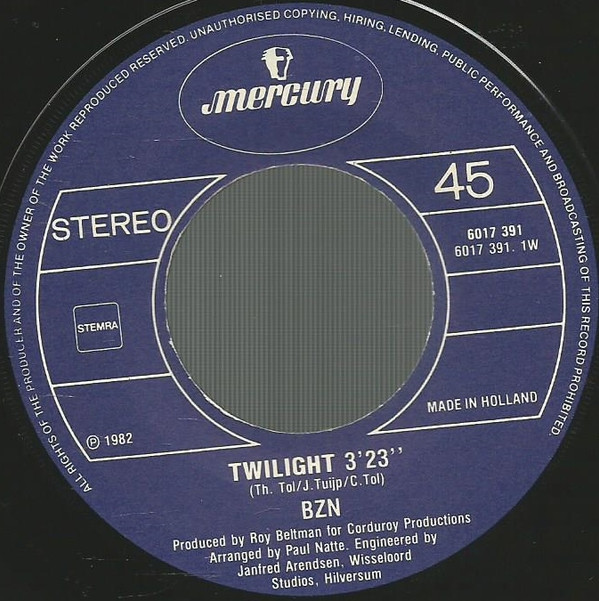 ALL RIGHTS OF THE PRODUCER AND OF THE OWNER OF THE WORK REPRODUCED RESERVED. UNAUTHORISED COPYING, HIRING, LENDING, PUBLIC PERFORMANCE AND BROADCASTING OF THIS RECORD PROHIBITED.
mercury
STEREO
45
6017 391
6017 391. 1W
STEMRA
MADE IN HOLLAND
℗ 1982
TWILIGHT 3'23''
(Th. Tol/J.Tuijp/C.Tol)
BZN
Produced by Roy Beltman for Corduroy Productions
Arranged by Paul Natte. Engineered by
Janfred Arendsen, Wisseloord
Studios, Hilversum